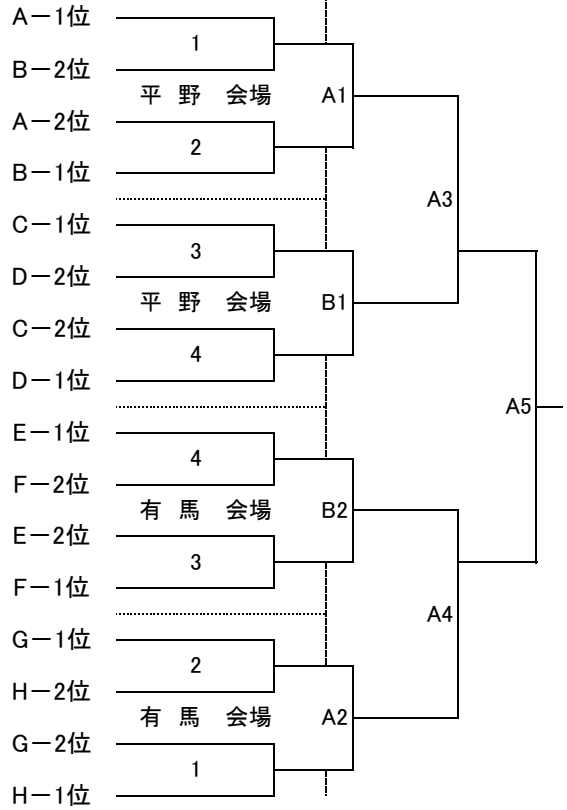 A－1位
1
B－2位
平　野　会場　A1
A－2位
2
B－1位
A3
C－1位
3
D－2位
平　野　会場　B1
C－2位
4
D－1位
A5
E－1位
4
F－2位
有　馬　会場　B2
E－2位
3
F－1位
A4
G－1位
2
H－2位
有　馬　会場　A2
G－2位
1
H－1位